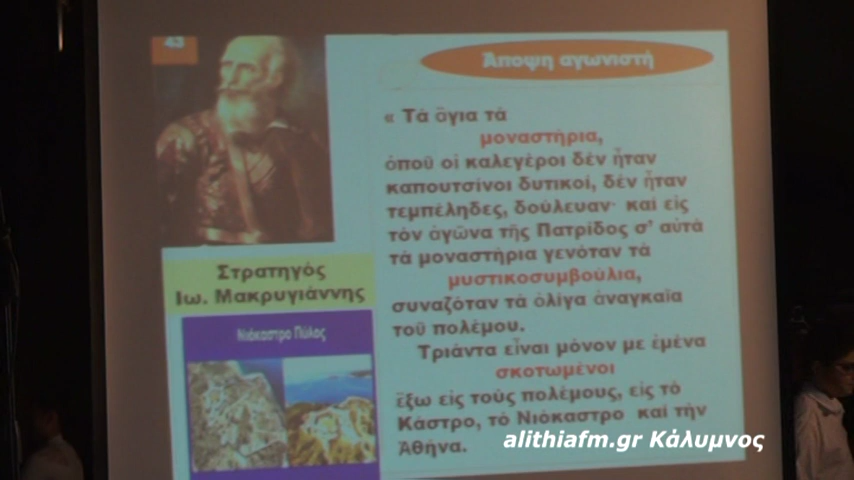 43
Ἄποψη αγωνιστή
« Τὰ ἅγια τὰ
μοναστήρια,
ὁποῦ οἱ καλεγέροι δὲν ἦταν
καπουτσίνοι δυτικοί, δὲν ἦταν
τεμπέληδες, δούλευαν· καὶ εἰς
τὸν ἀγῶνα τῆς Πατρίδος σ' αὐτὰ
τὰ μοναστήρια γενόταν τὰ
μυστικοσυμβούλια,
συναζόταν τὰ ὀλίγα ἀναγκαῖα
τοῦ πολέμου.
Τριάντα εἶναι μόνον με ἐμένα
σκοτωμένοι
ἔξω εἰς τοὺς πολέμους, εἰς τὸ
Κάστρο, τὸ Νιόκαστρο καὶ τὴν
Ἀθήνα.
Στρατηγός
Ιω. Μακρυγιάννης
Νιόκαστρο Πύλος
alithiafm.gr Κάλυμνος